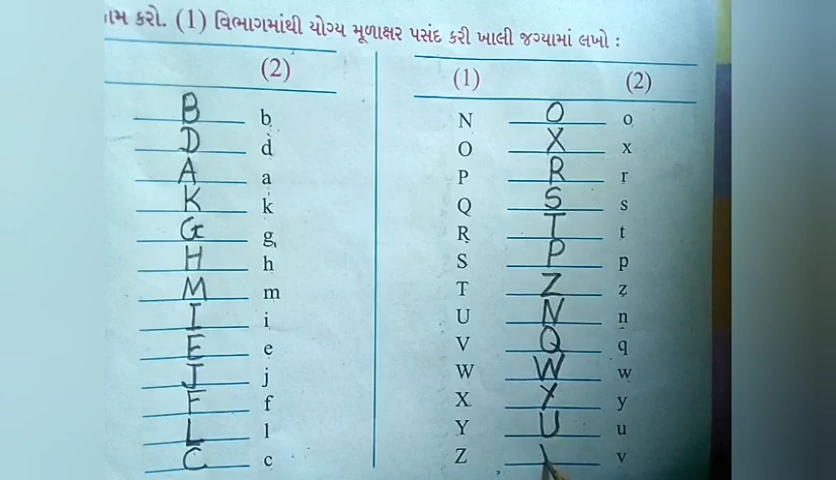 કરો. (1) વિભાગમાંથી યોગ્ય મૂળાક્ષર પસંદ કરી ખાલી જગ્યામાં લખો :
(2)
B b
D d
A a
K k
G g
H h
M m
I i
E e
J j
F f
L l
C c
(1) (2)
N O o
O X x
P R r
Q S s
R T t
S P p
T Z z
U N n
V Q q
W W w
X Y y
Y U u
Z v